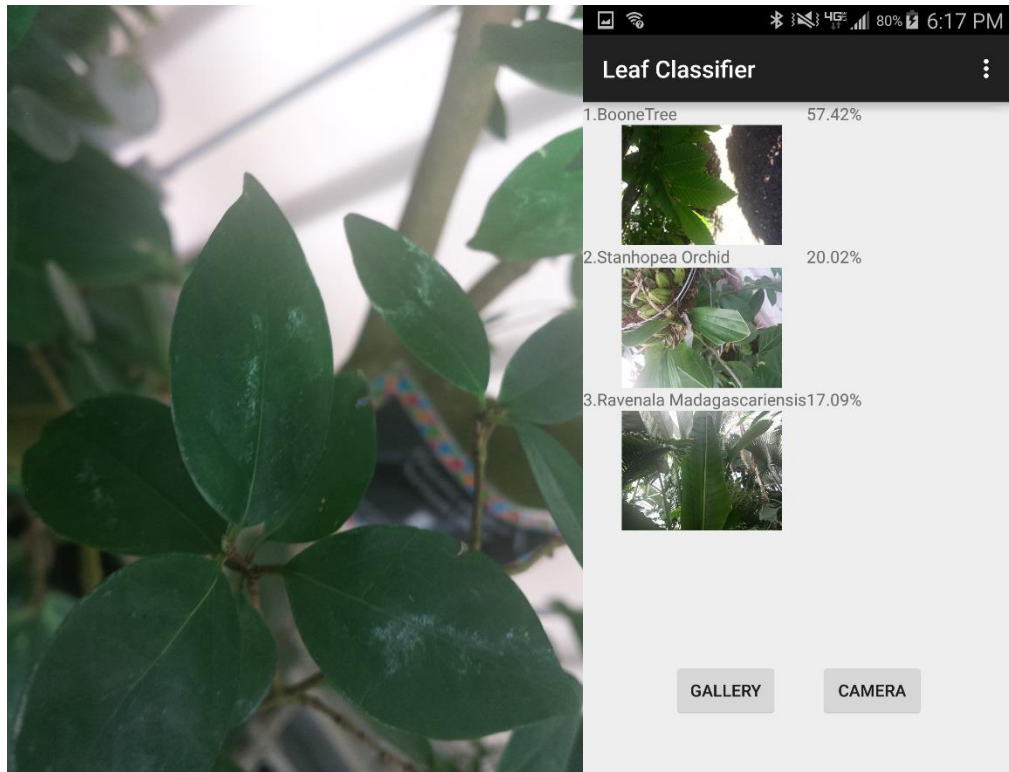 4G 80% 6:17 PM
Leaf Classifier
1.BooneTree 57.42%
2.Stanhopea Orchid 20.02%
3.Ravenala Madagascariensis17.09%
GALLERY CAMERA